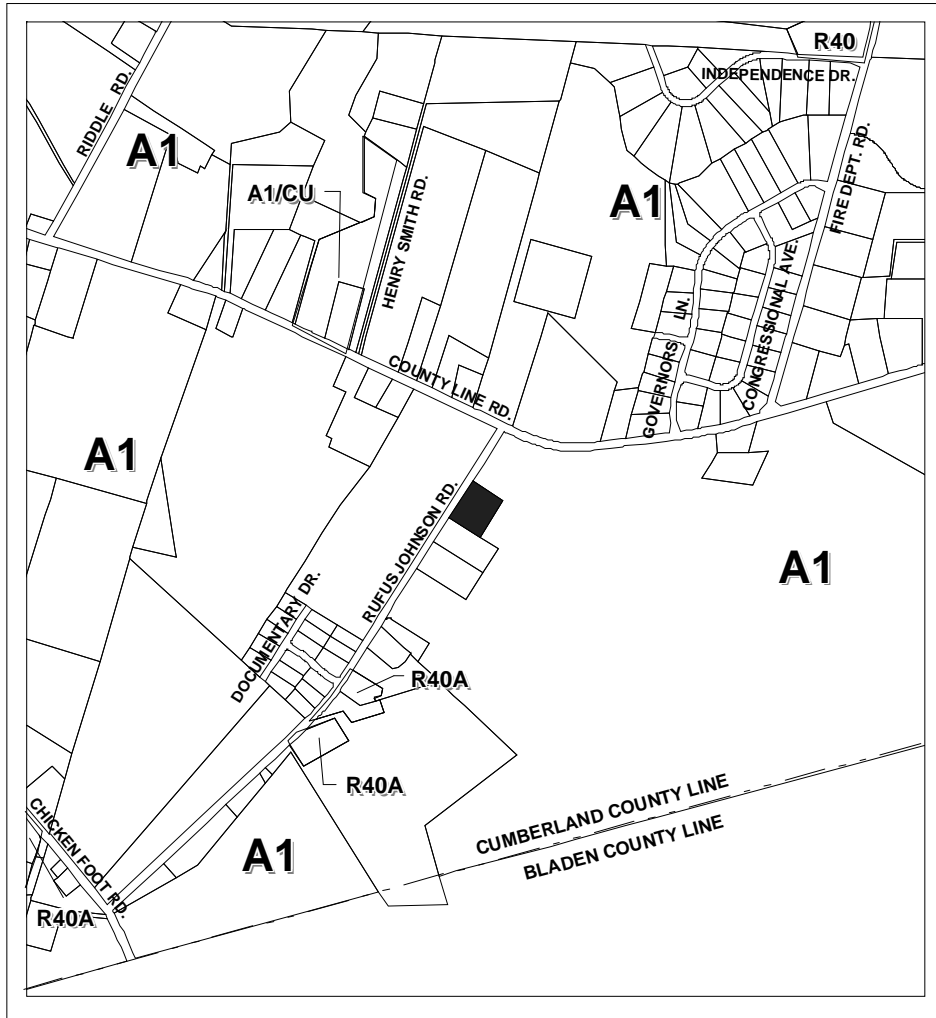 R40
INDEPENDENCE DR.
RIDDLE RD.
A1
A1/CU
HENRY SMITH RD.
A1
FIRE DEPT. RD.
GOVERNORS LN.
CONGRESSIONAL AVE.
COUNTY LINE RD.
A1
RUFUS JOHNSON RD.
A1
DOCUMENTARY DR.
R40A
R40A
CUMBERLAND COUNTY LINE
BLADEN COUNTY LINE
CHICKEN FOOT RD.
A1
R40A